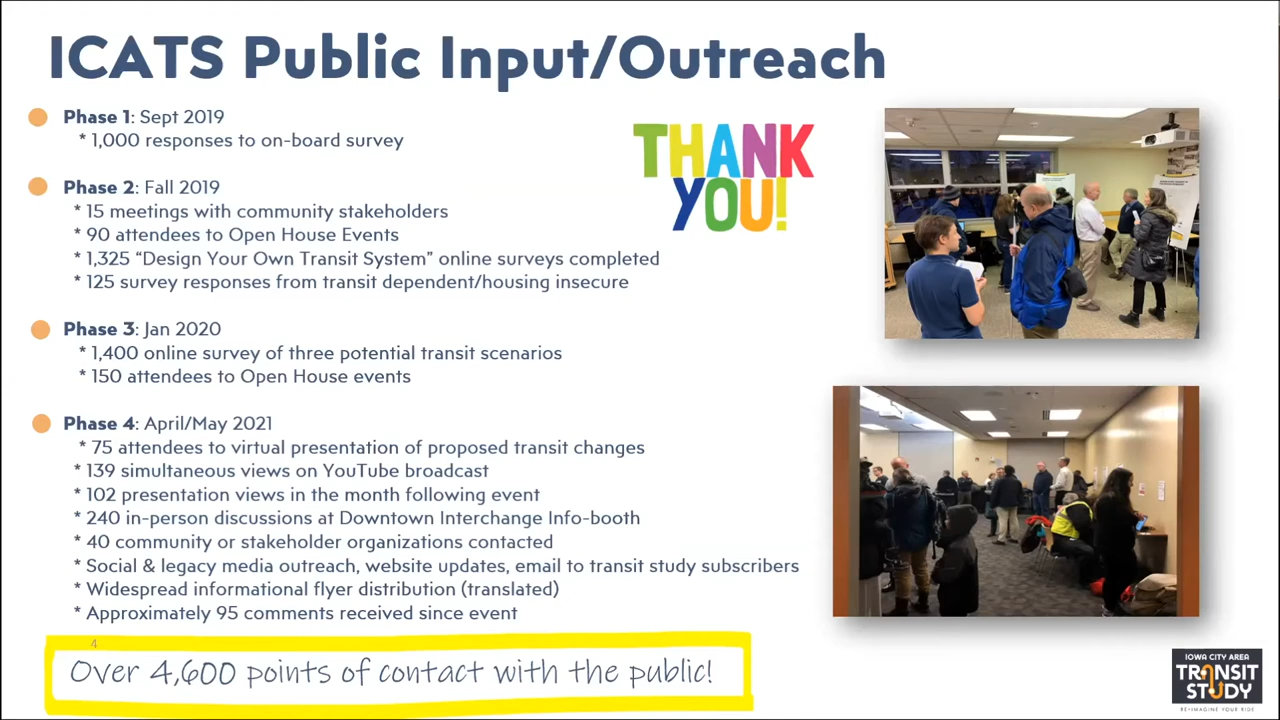 ICATS Public Input/Outreach
Phase 1: Sept 2019
* 1,000 responses to on-board survey
Phase 2: Fall 2019
* 15 meetings with community stakeholders
* 90 attendees to Open House Events
* 1,325 “Design Your Own Transit System” online surveys completed
* 125 survey responses from transit dependent/housing insecure
Phase 3: Jan 2020
* 1,400 online survey of three potential transit scenarios
* 150 attendees to Open House events
Phase 4: April/May 2021
* 75 attendees to virtual presentation of proposed transit changes
* 139 simultaneous views on YouTube broadcast
* 102 presentation views in the month following event
* 240 in-person discussions at Downtown Interchange Info-booth
* 40 community or stakeholder organizations contacted
* Social & legacy media outreach, website updates, email to transit study subscribers
* Widespread informational flyer distribution (translated)
* Approximately 95 comments received since event
4
Over 4,600 points of contact with the public!
THANK
YOU!
IOWA CITY AREA
TRANSIT
STUDY
RE-IMAGINE YOUR RIDE